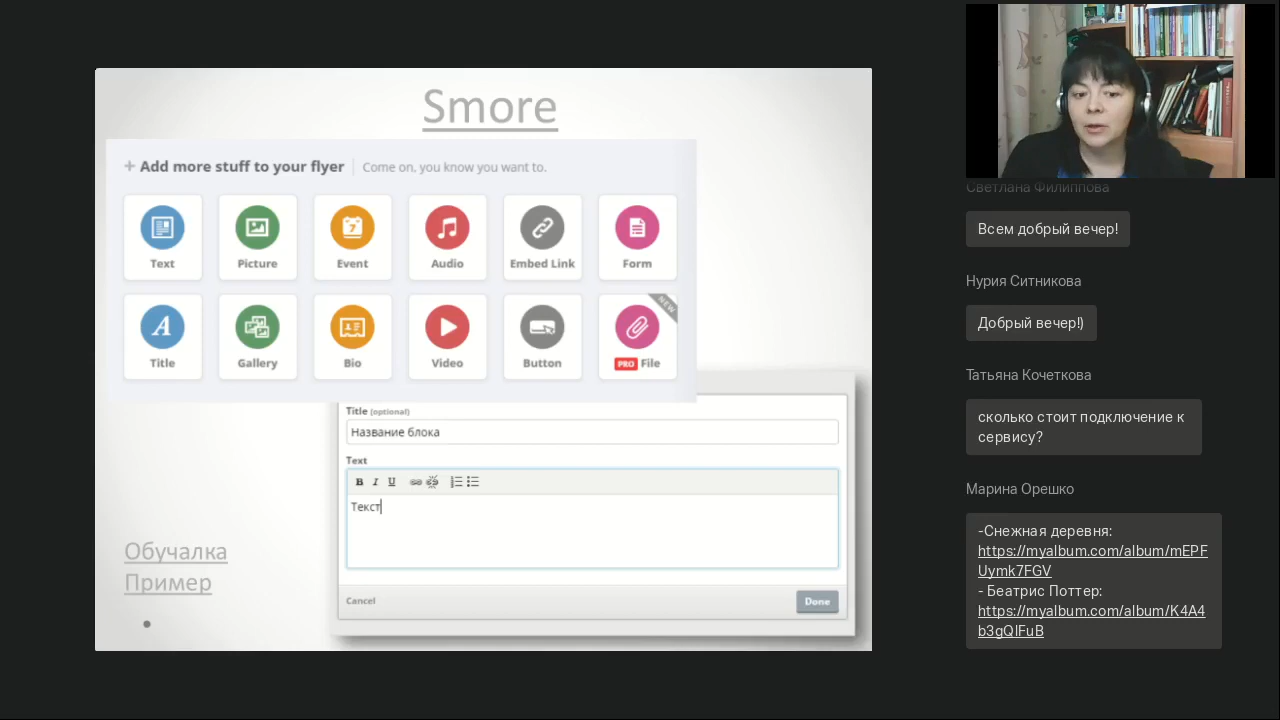 Smore
+ Add more stuff to your flyer | Come on, you know you want to.
Text
Picture
7
Event
Audio
Embed Link
Form
A
Title
Gallery
Bio
Video
Button
NEW
PRO File
Title (optional)
Название блока
Text
B I U
Текст
Cancel
Done
Обучалка
Пример
Светлана Филиппова
Всем добрый вечер!
Нурия Ситникова
Добрый вечер!)
Татьяна Кочеткова
сколько стоит подключение к
сервису?
Марина Орешко
-Снежная деревня:
https://myalbum.com/album/mEPF
Uymk7FGV
- Беатрис Поттер:
https://myalbum.com/album/K4A4
b3gQlFuB